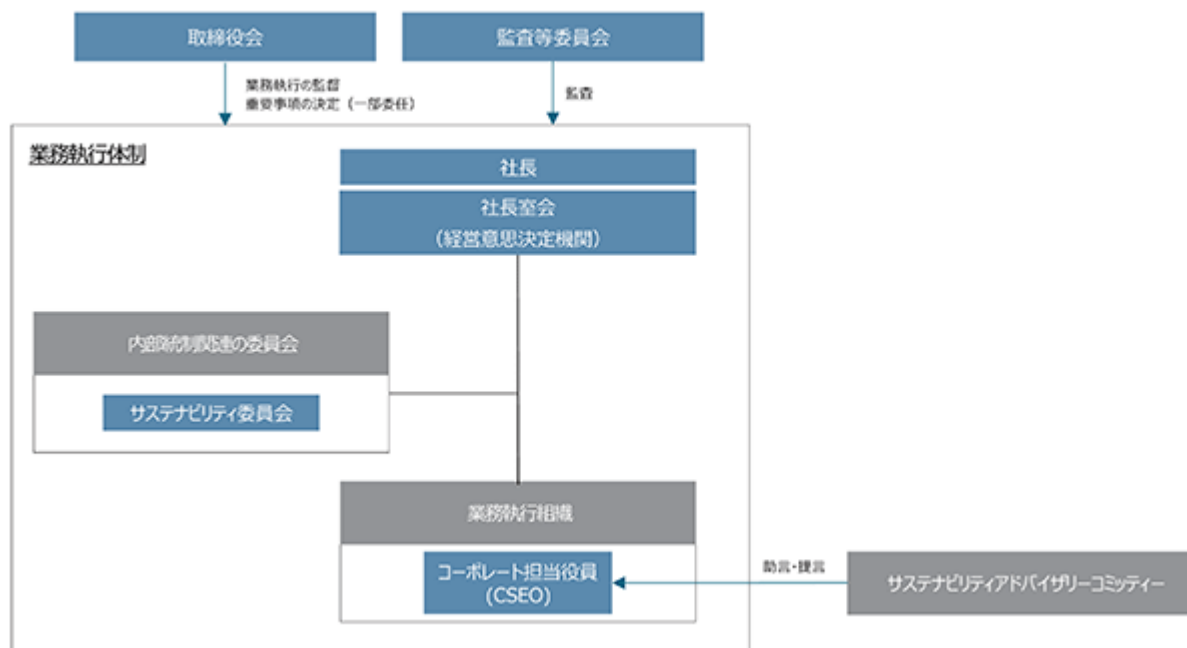 取締役会
監査等委員会
業務執行の監督
重要事項の決定（一部委任）
監査
業務執行体制
社長
社長室会
（経営意思決定機関）
内部統制関連の委員会
サステナビリティ委員会
業務執行組織
コーポレート担当役員
(CSEO)
助言・提言
サステナビリティアドバイザリーコミッティー